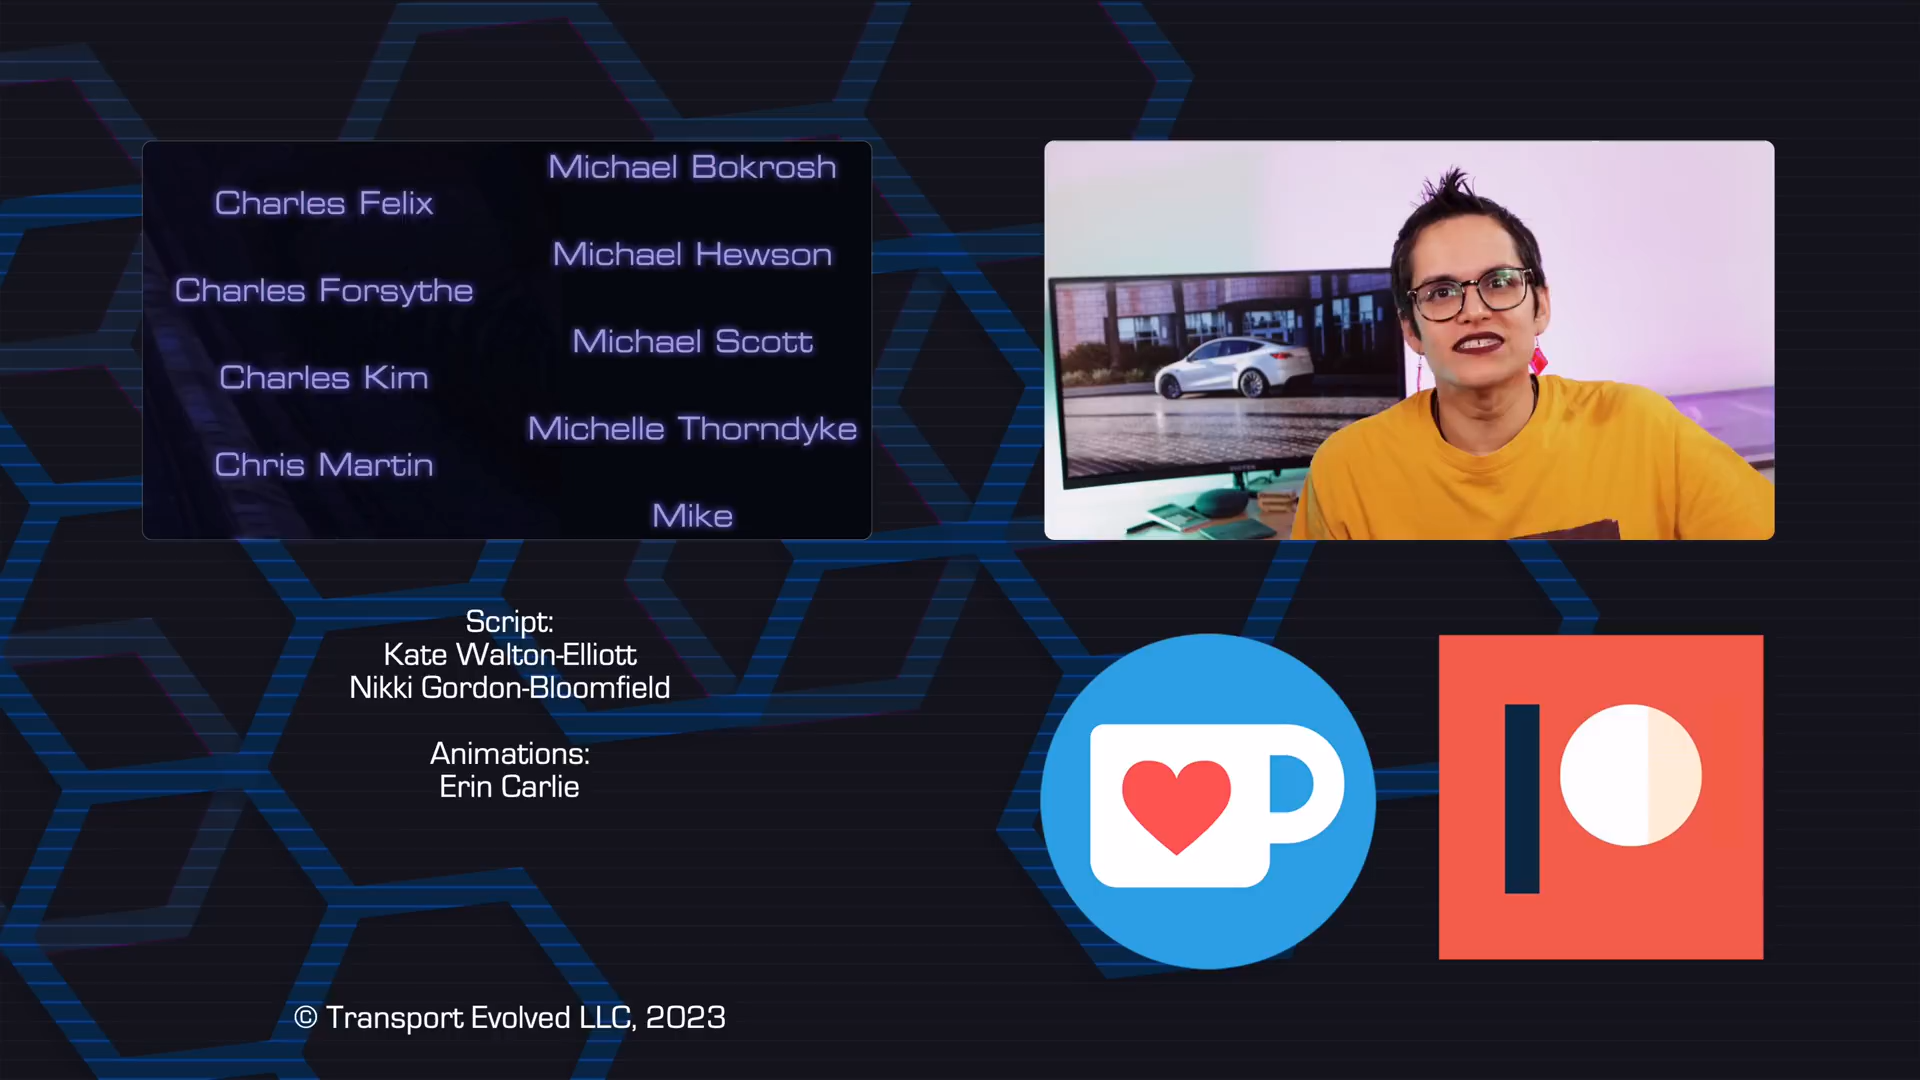 Charles Felix
Charles Forsythe
Charles Kim
Chris Martin
Michael Bokrosh
Michael Hewson
Michael Scott
Michelle Thorndyke
Mike
Script:
Kate Walton-Elliott
Nikki Gordon-Bloomfield
Animations:
Erin Carlie
© Transport Evolved LLC, 2023